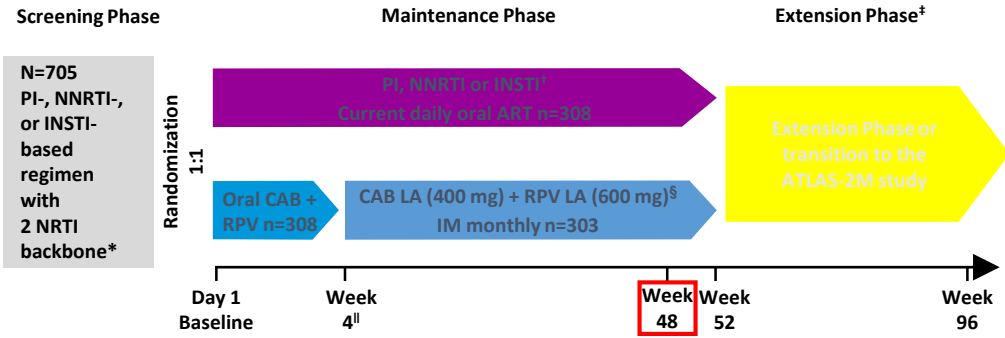 Screening Phase
Maintenance Phase
Extension Phase‡
N=705
PI-, NNRTI-,
or INSTI-
based
regimen
with
2 NRTI
backbone*
Randomization
1:1
PI, NNRTI or INSTI†
Current daily oral ART n=308
Oral CAB +
RPV n=308
CAB LA (400 mg) + RPV LA (600 mg)§
IM monthly n=303
Extension Phase or
transition to the
ATLAS-2M study
Day 1
Baseline
Week
4||
Week
48
Week
52
Week
96